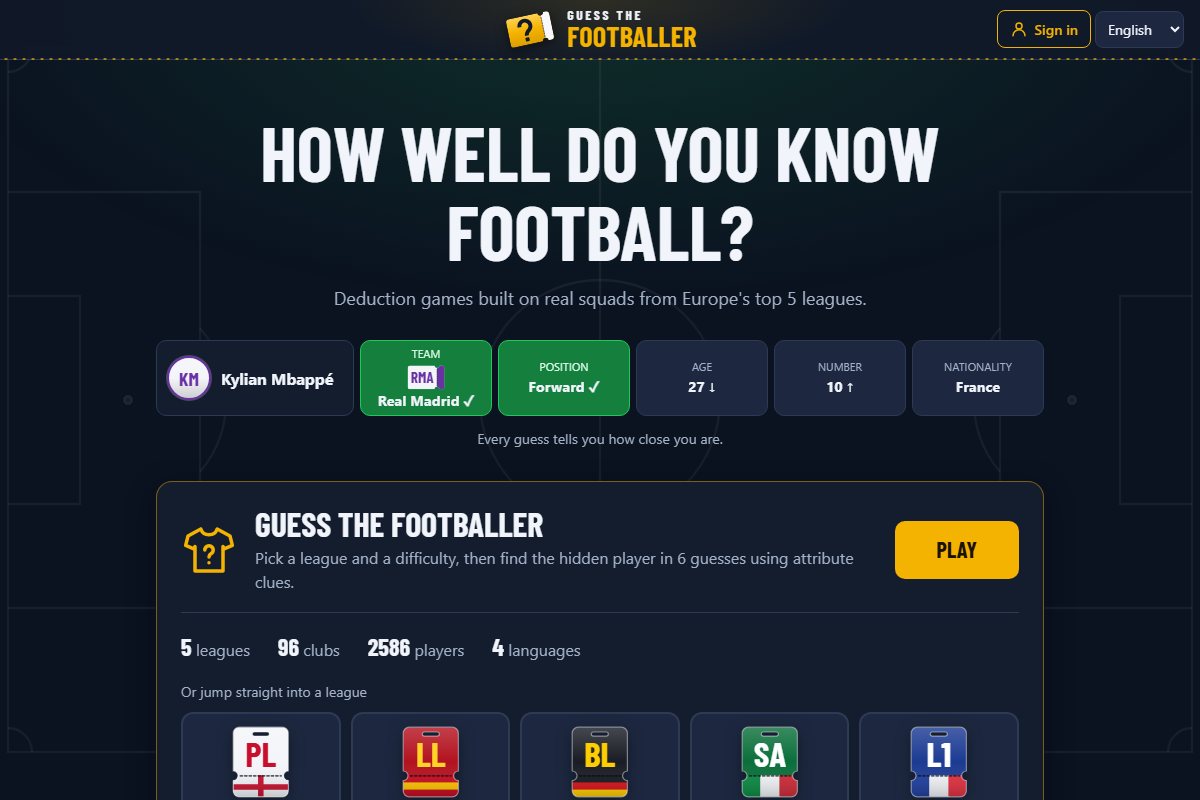 ?
GUESS THE
FOOTBALLER
Sign in
English
HOW WELL DO YOU KNOW
FOOTBALL?
Deduction games built on real squads from Europe's top 5 leagues.
KM
Kylian Mbappé
TEAM
RMA
Real Madrid ✓
POSITION
Forward ✓
AGE
27 ↓
NUMBER
10 ↑
NATIONALITY
France
Every guess tells you how close you are.
?
GUESS THE FOOTBALLER
Pick a league and a difficulty, then find the hidden player in 6 guesses using attribute
clues.
PLAY
5 leagues 96 clubs 2586 players 4 languages
Or jump straight into a league
PL
LL
BL
SA
L1